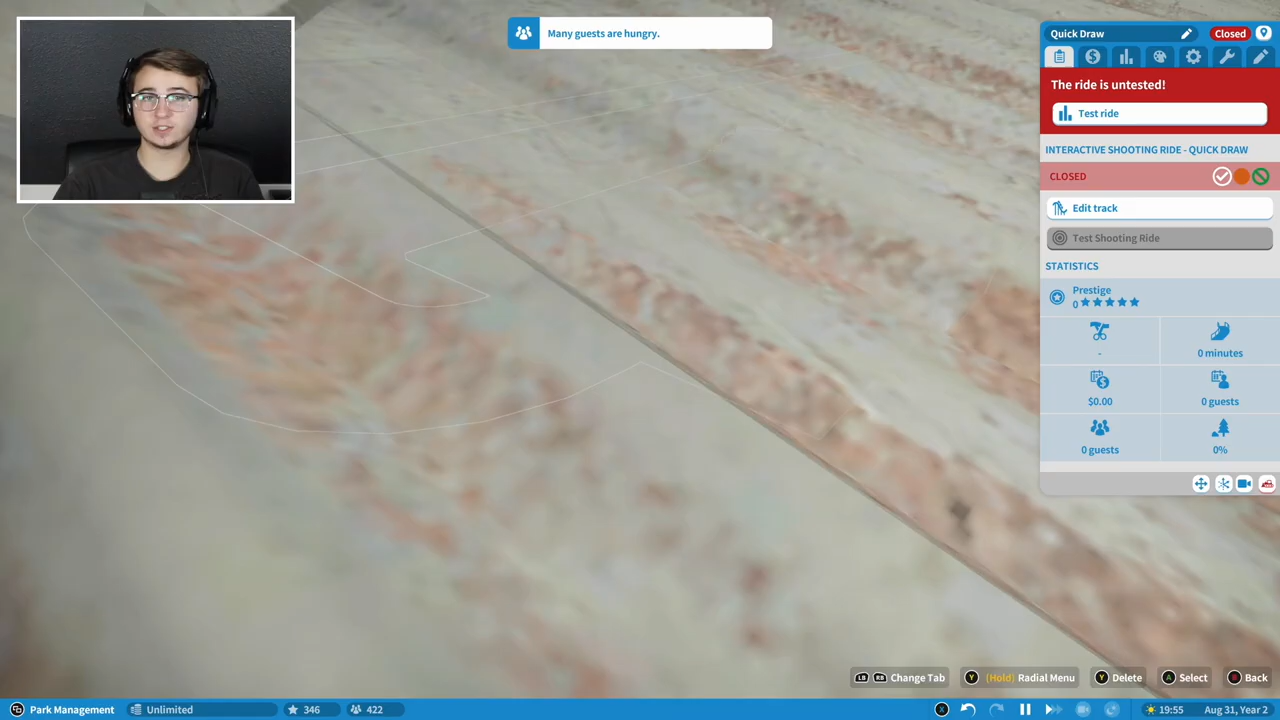 Many guests are hungry.
Quick Draw
Closed
The ride is untested!
Test ride
INTERACTIVE SHOOTING RIDE - QUICK DRAW
CLOSED
Edit track
Test Shooting Ride
STATISTICS
Prestige
0
-
0 minutes
$0.00
0 guests
0 guests
0%
LB RB Change Tab
Y (Hold) Radial Menu
Y Delete
A Select
B Back
Park Management
Unlimited
346
422
X
19:55
Aug 31, Year 2